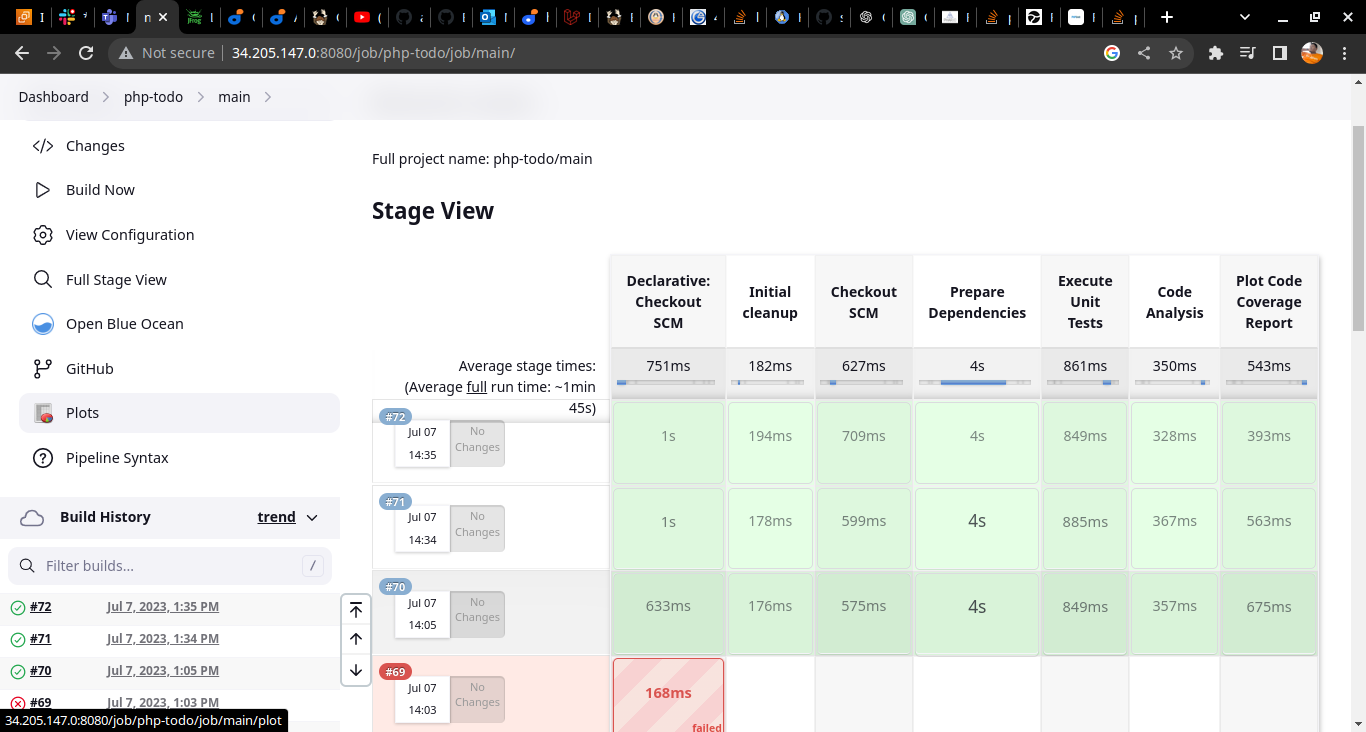 Not secure 34.205.147.0:8080/job/php-todo/job/main/
Dashboard php-todo main
Changes
Build Now
View Configuration
Full Stage View
Open Blue Ocean
GitHub
Plots
Pipeline Syntax
Build History trend
Filter builds... /
#72 Jul 7, 2023, 1:35 PM
#71 Jul 7, 2023, 1:34 PM
#70 Jul 7, 2023, 1:05 PM
#69 Jul 7, 2023, 1:03 PM
34.205.147.0:8080/job/php-todo/job/main/plot
Full project name: php-todo/main
Stage View
Declarative:
Checkout
SCM
Initial
cleanup
Checkout
SCM
Prepare
Dependencies
Execute
Unit
Tests
Code
Analysis
Plot Code
Coverage
Report
Average stage times:
(Average full run time: ~1min
45s)
751ms 182ms 627ms 4s 861ms 350ms 543ms
#72
Jul 07
14:35
No
Changes
1s 194ms 709ms 4s 849ms 328ms 393ms
#71
Jul 07
14:34
No
Changes
1s 178ms 599ms 4s 885ms 367ms 563ms
#70
Jul 07
14:05
No
Changes
633ms 176ms 575ms 4s 849ms 357ms 675ms
#69
Jul 07
14:03
No
Changes
168ms
failed